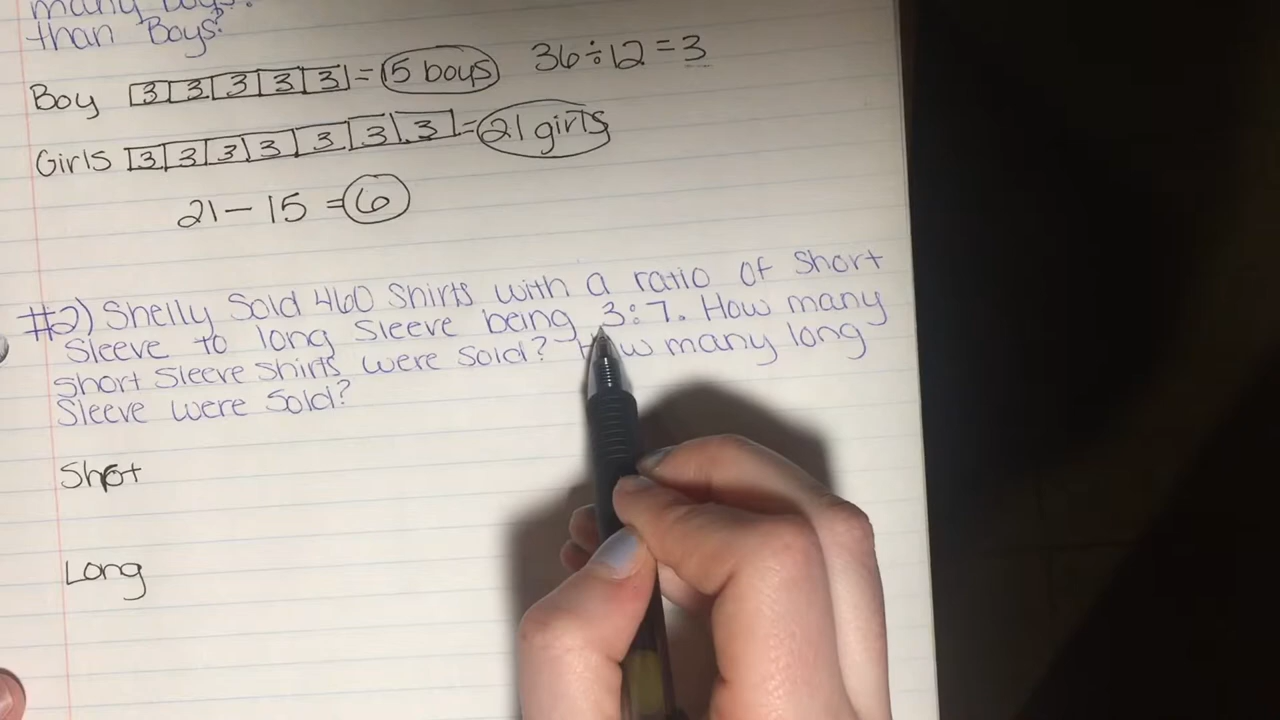 many boys?
than Boys?
36÷12=3
Boy 3 3 3 3 3 = 15 boys
Girls 3 3 3 3 3 3 3 = 21 girls
21-15=6
#2) Shelly Sold 460 Shirts with a ratio of Short
Sleeve to long Sleeve being 3:7. How many
Short Sleeve Shirts were Sold? How many long
Sleeve were Sold?
Short
Long